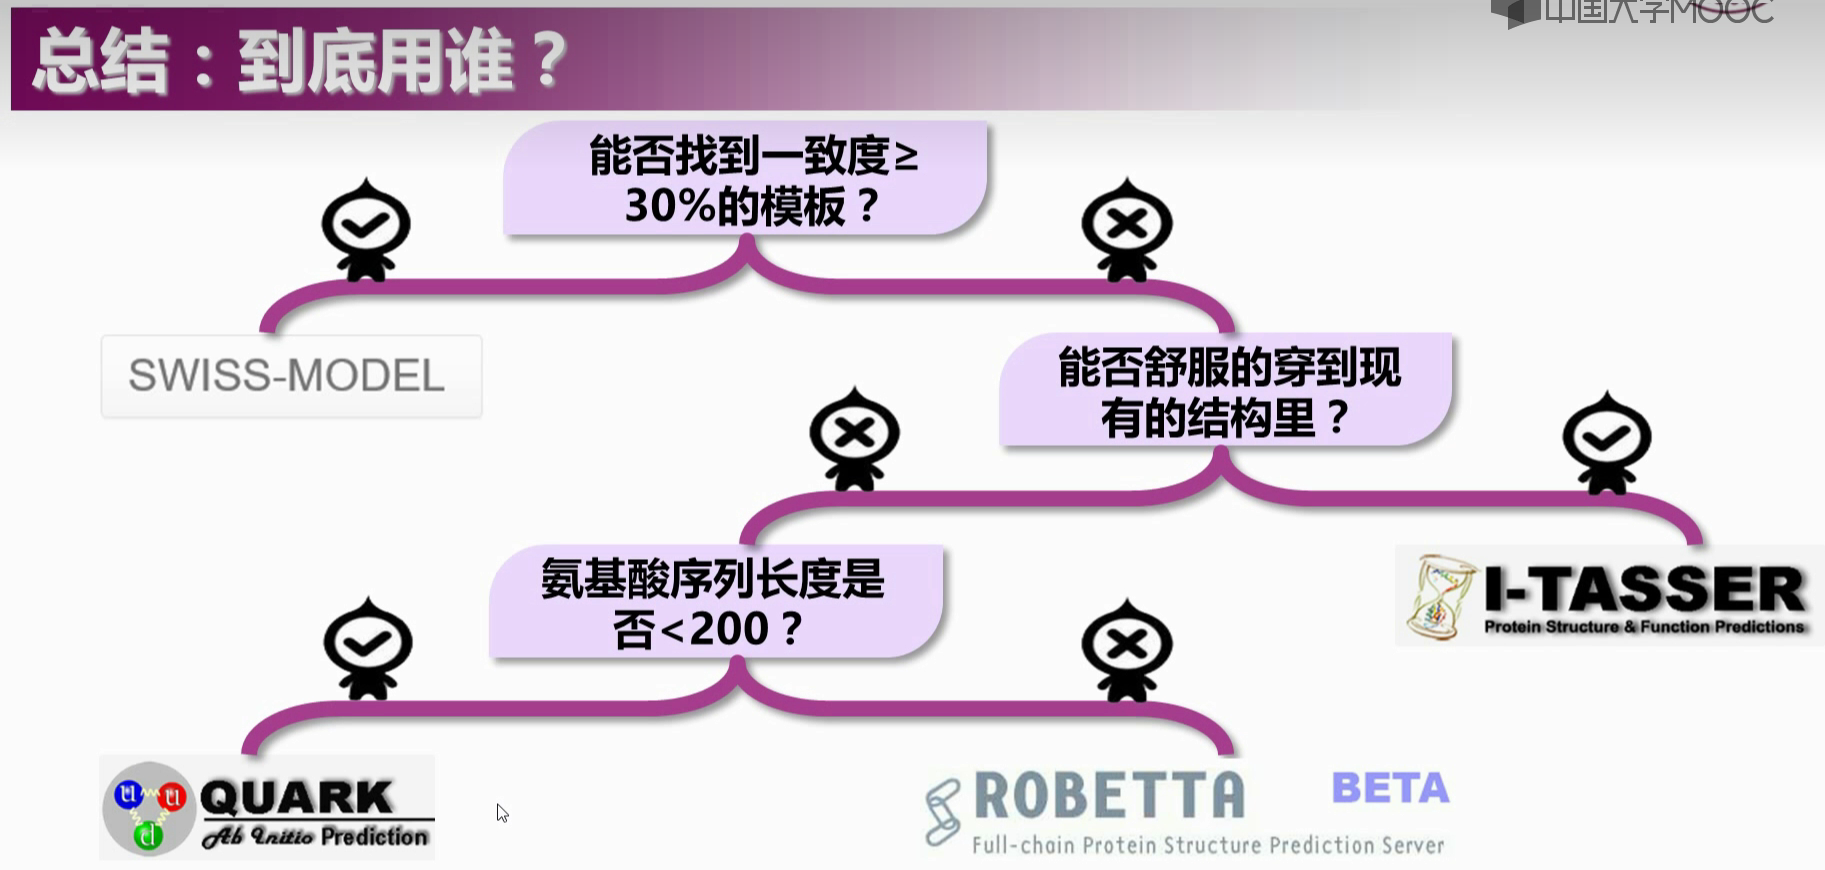 中国大学MOOC
总结：到底用谁？
能否找到一致度≥
30%的模板？
SWISS-MODEL
能否舒服的穿到现
有的结构里？
氨基酸序列长度是
否<200？
I-TASSER
Protein Structure & Function Predictions
u u
d
QUARK
Ab Initio Prediction
ROBETTA BETA
Full-chain Protein Structure Prediction Server